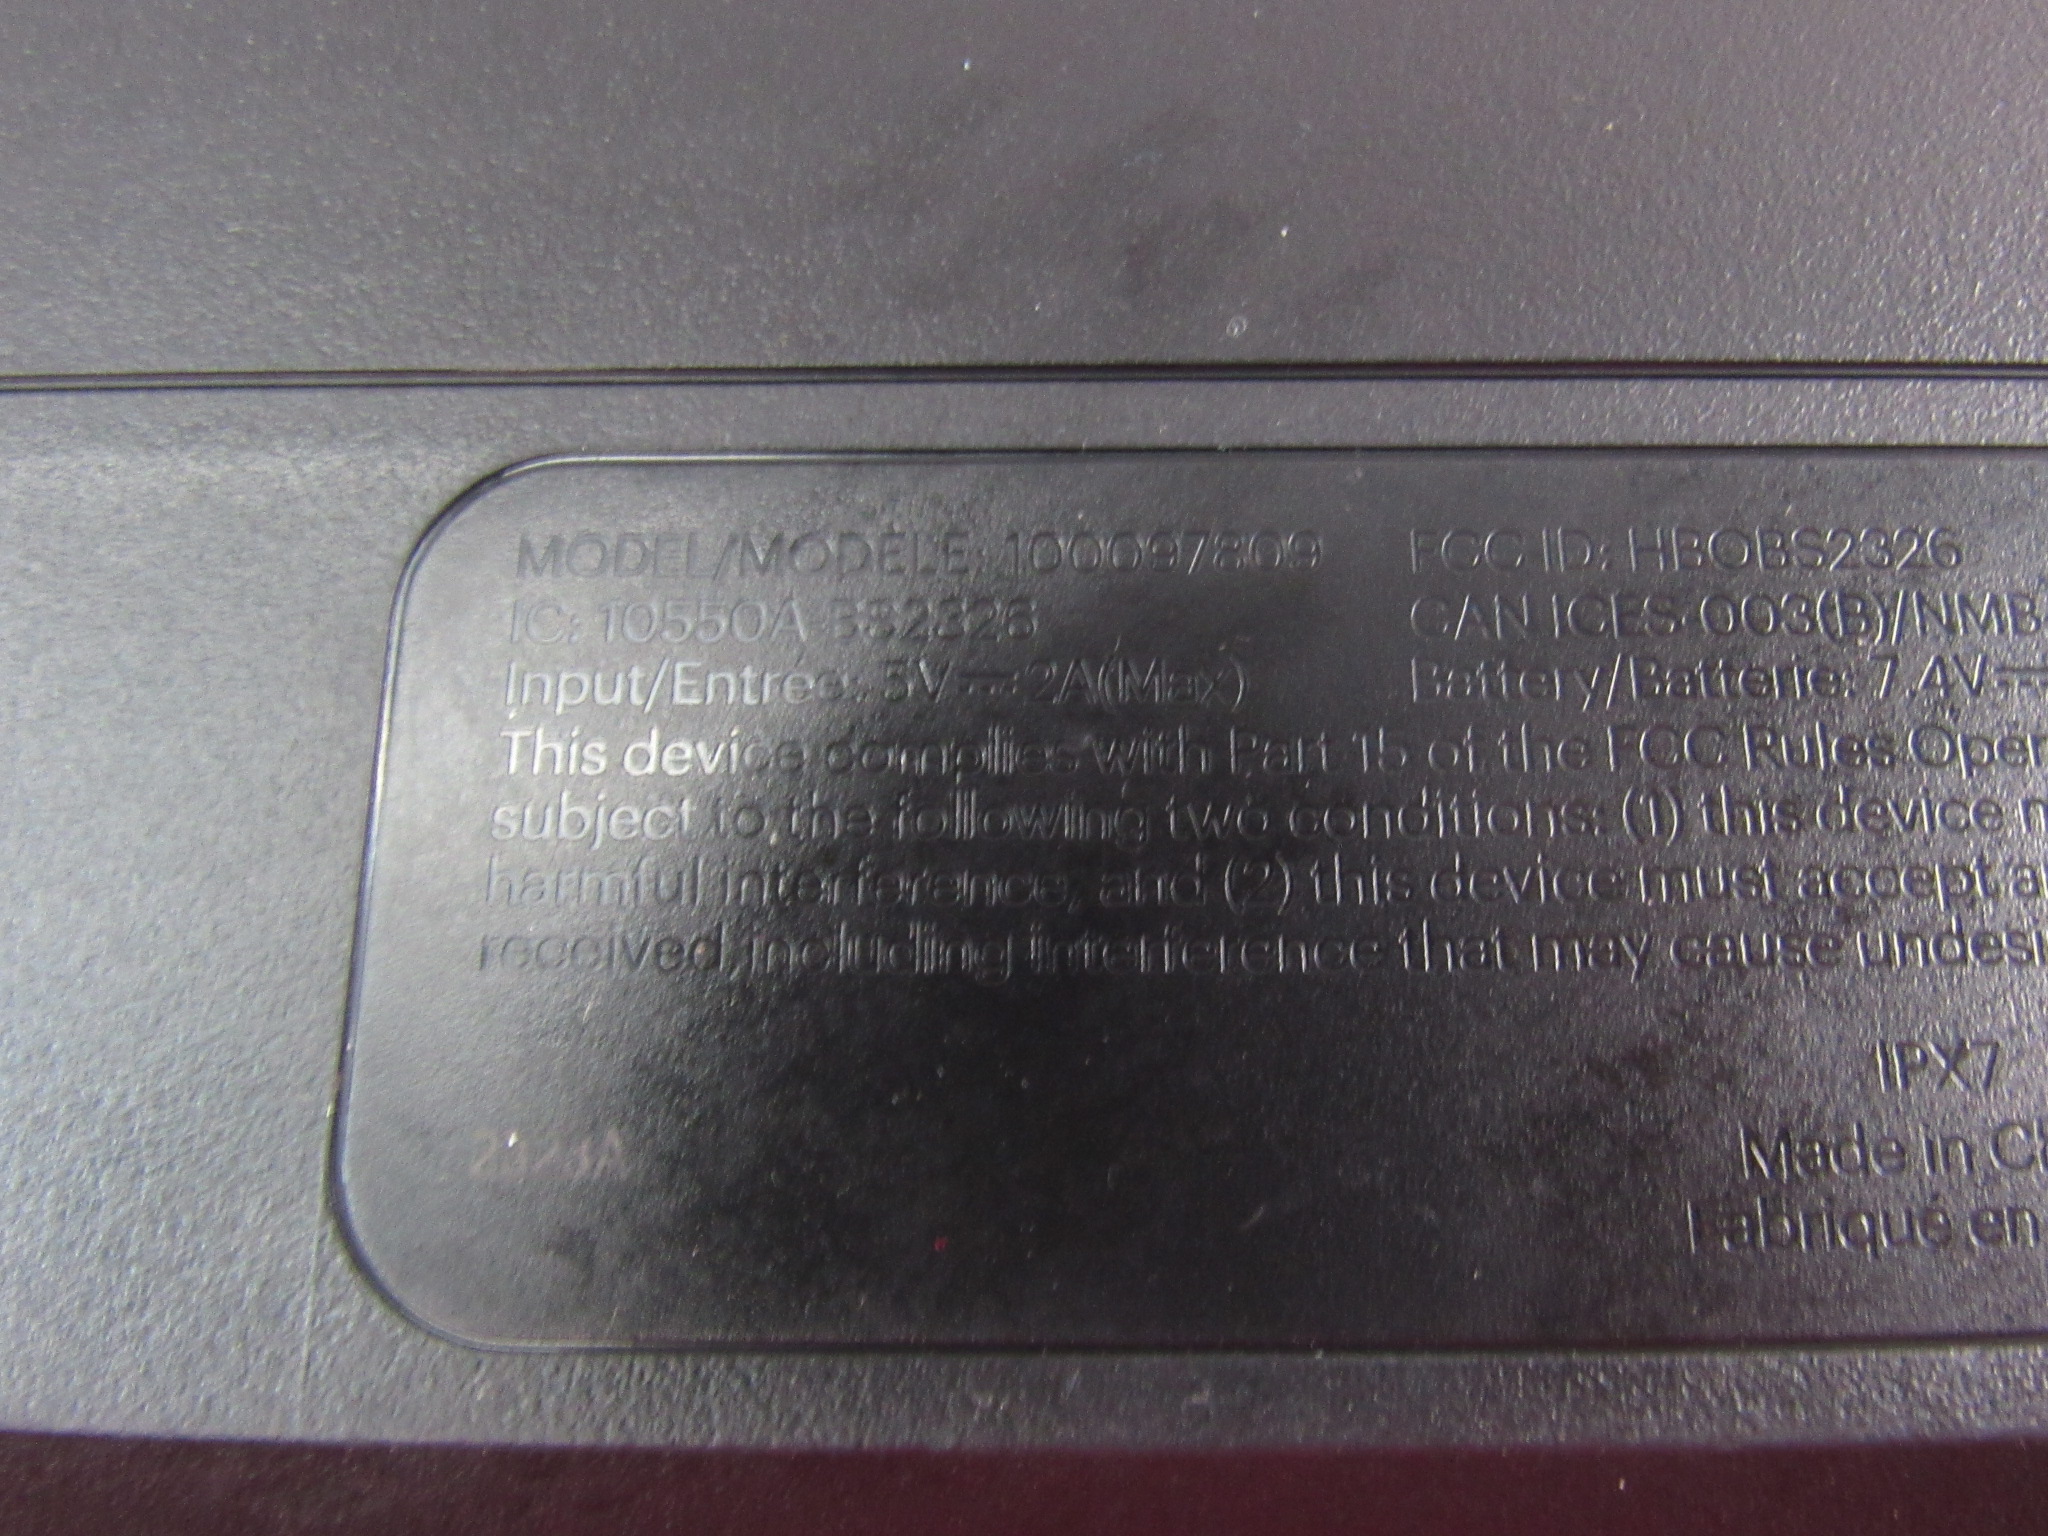 MODEL/MODÈLE: 100097809 FCC ID: HBOBS2326
IC: 10550A-BS2326 CAN ICES-003(B)/NMB-
Input/Entrée: 5V⎓2A(Max) Battery/Batterie: 7.4V⎓
This device complies with Part 15 of the FCC Rules Oper
subject to the following two conditions: (1) this device m
harmful interference, and (2) this device must accept a
received, including interference that may cause undesi
IPX7
Made in C
Fabriqué en